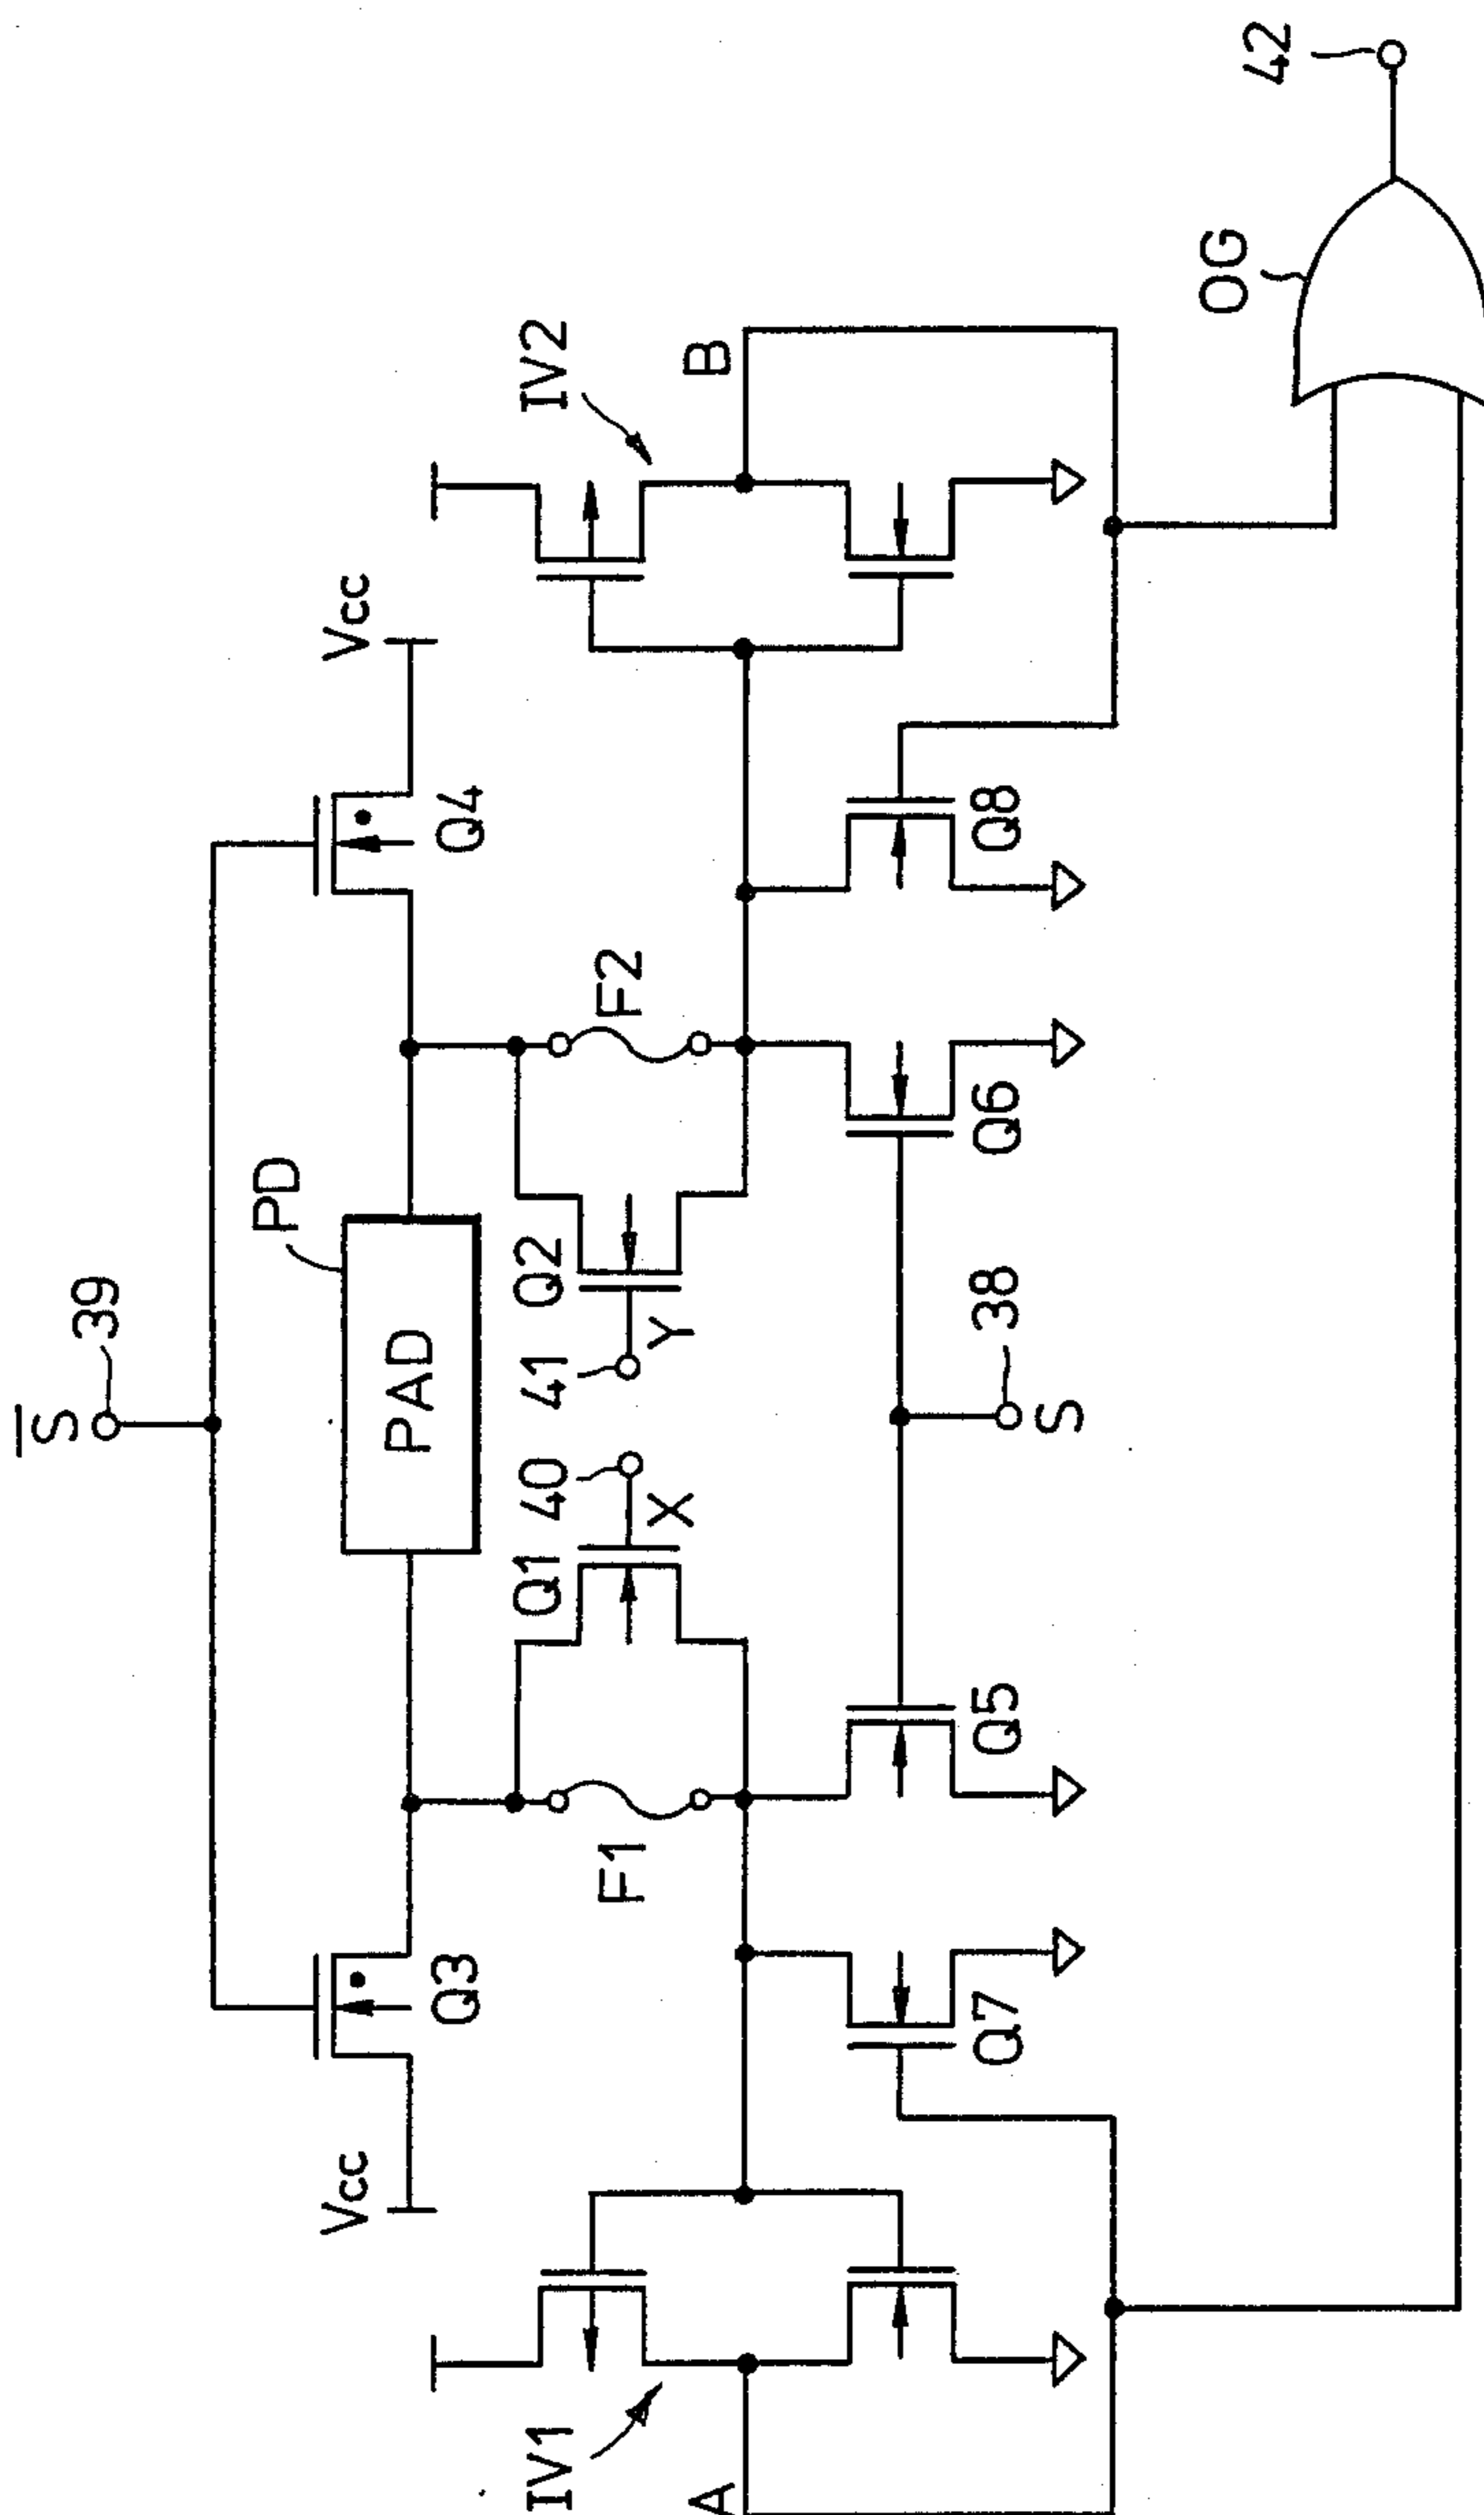 S̅
39
PD
PAD
Vcc
Vcc
Q3
Q4
Q1
40
X
41
Q2
Y
F1
F2
IV1
IV2
A
B
Q7
Q5
S
38
Q6
Q8
OG
42